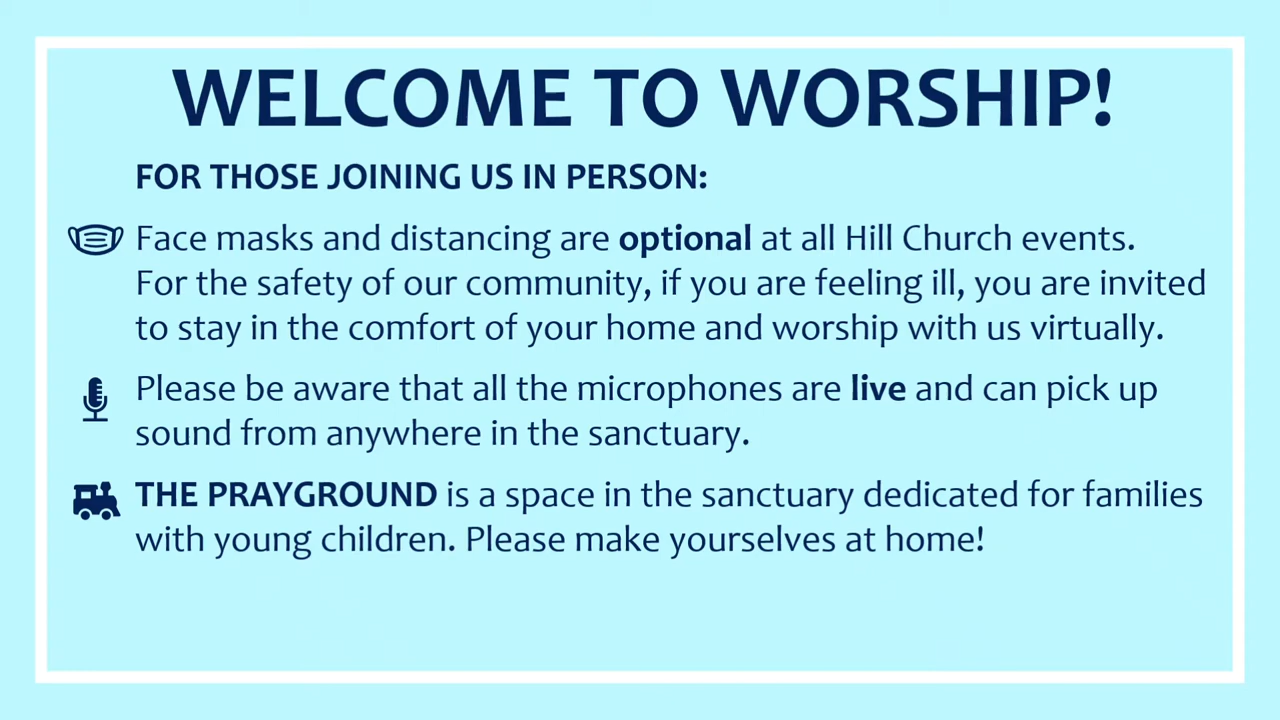 WELCOME TO WORSHIP!
FOR THOSE JOINING US IN PERSON:
Face masks and distancing are optional at all Hill Church events.
For the safety of our community, if you are feeling ill, you are invited
to stay in the comfort of your home and worship with us virtually.
Please be aware that all the microphones are live and can pick up
sound from anywhere in the sanctuary.
THE PRAYGROUND is a space in the sanctuary dedicated for families
with young children. Please make yourselves at home!